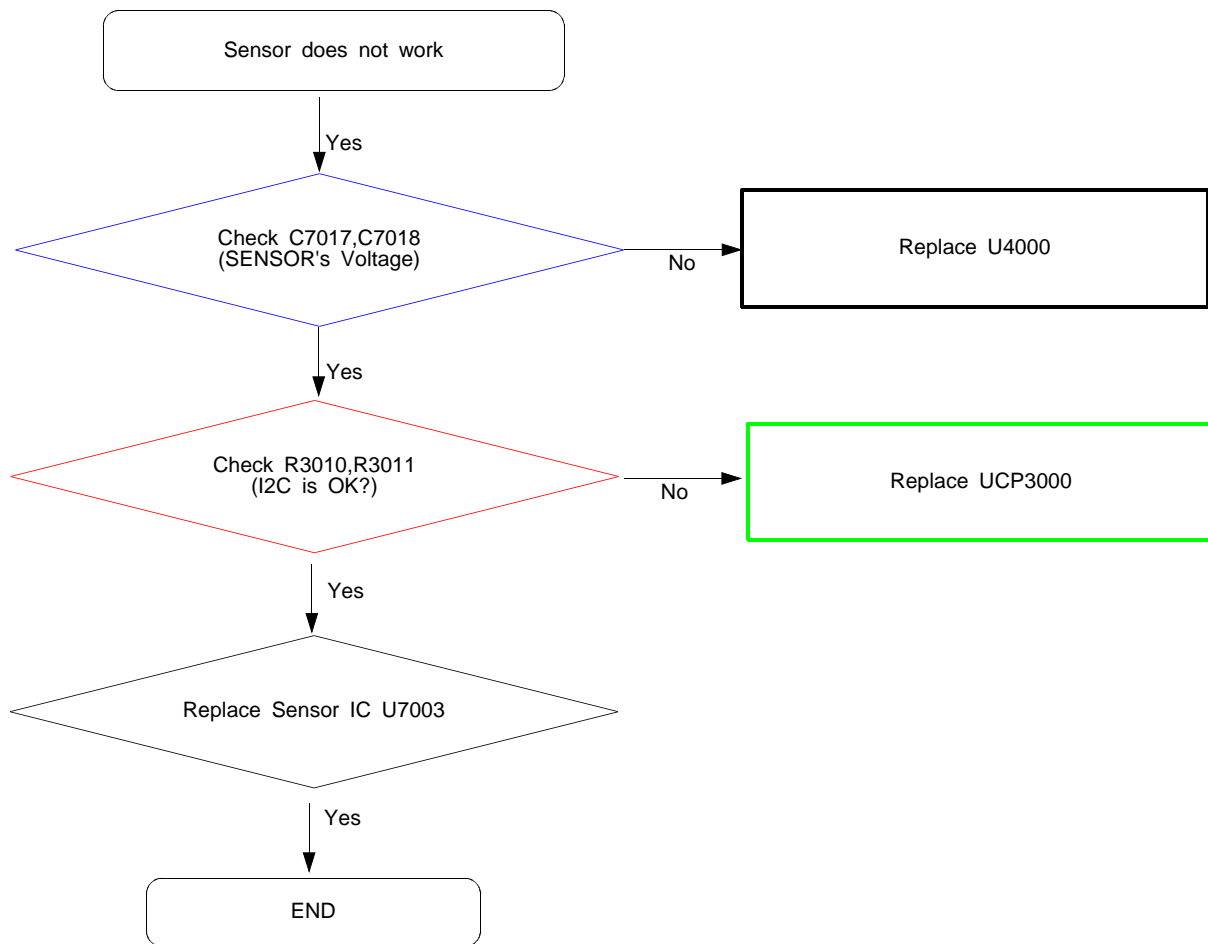 Sensor does not work
Yes
Check C7017,C7018
(SENSOR's Voltage)
No
Replace U4000
Yes
Check R3010,R3011
(I2C is OK?)
No
Replace UCP3000
Yes
Replace Sensor IC U7003
Yes
END